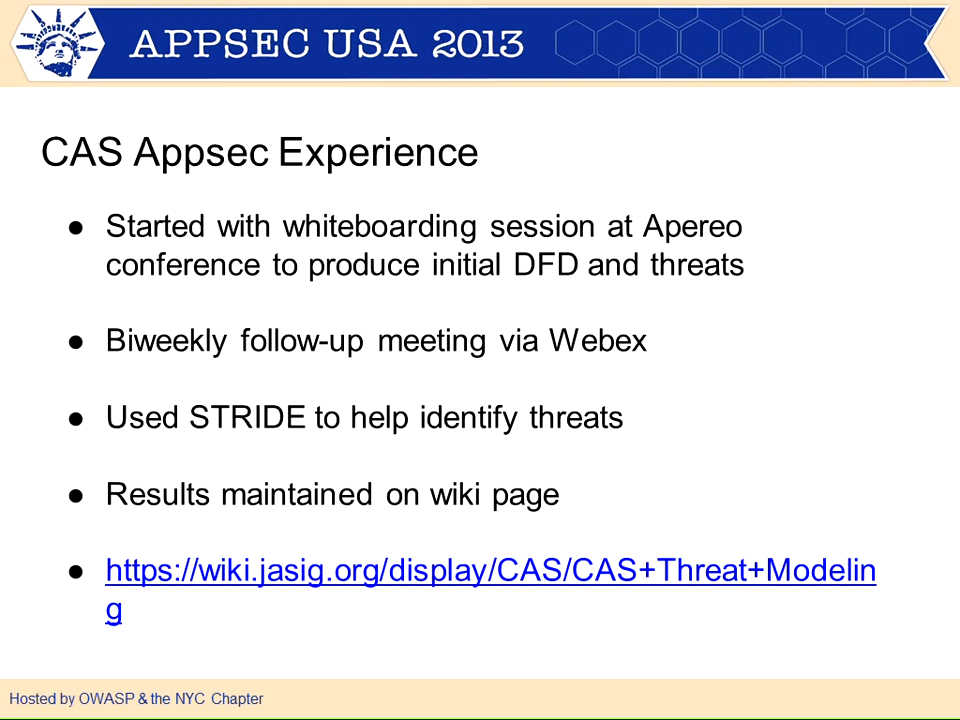 APPSEC USA 2013
CAS Appsec Experience
● Started with whiteboarding session at Apereo
conference to produce initial DFD and threats
● Biweekly follow-up meeting via Webex
● Used STRIDE to help identify threats
● Results maintained on wiki page
● https://wiki.jasig.org/display/CAS/CAS+Threat+Modelin
g
Hosted by OWASP & the NYC Chapter